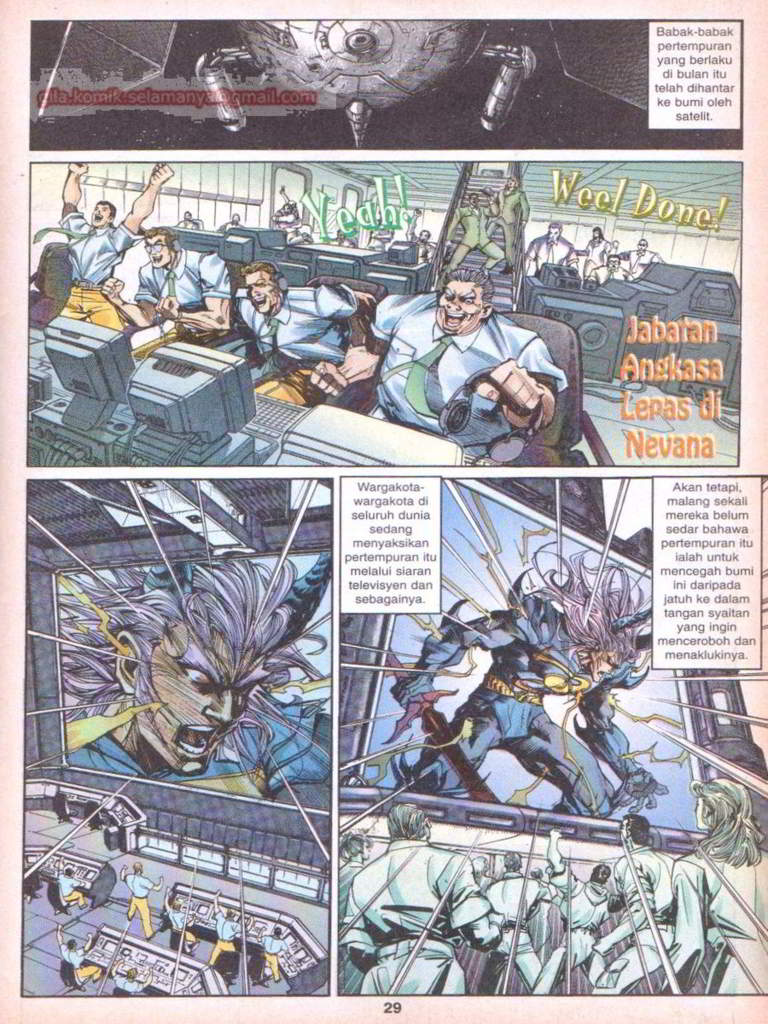 Babak-babak
pertempuran
yang berlaku
di bulan itu
telah dihantar
ke bumi oleh
satelit.
gila.komik.selamanya@gmail.com
Yeah!
Weel Done!
Jabatan
Angkasa
Lepas di
Nevana
Wargakota-
wargakota di
seluruh dunia
sedang
menyaksikan
pertempuran itu
melalui siaran
televisyen dan
sebagainya.
Akan tetapi,
malang sekali
mereka belum
sedar bahawa
pertempuran itu
ialah untuk
mencegah bumi
ini daripada
jatuh ke dalam
tangan syaitan
yang ingin
menceroboh dan
menaklukinya.
29